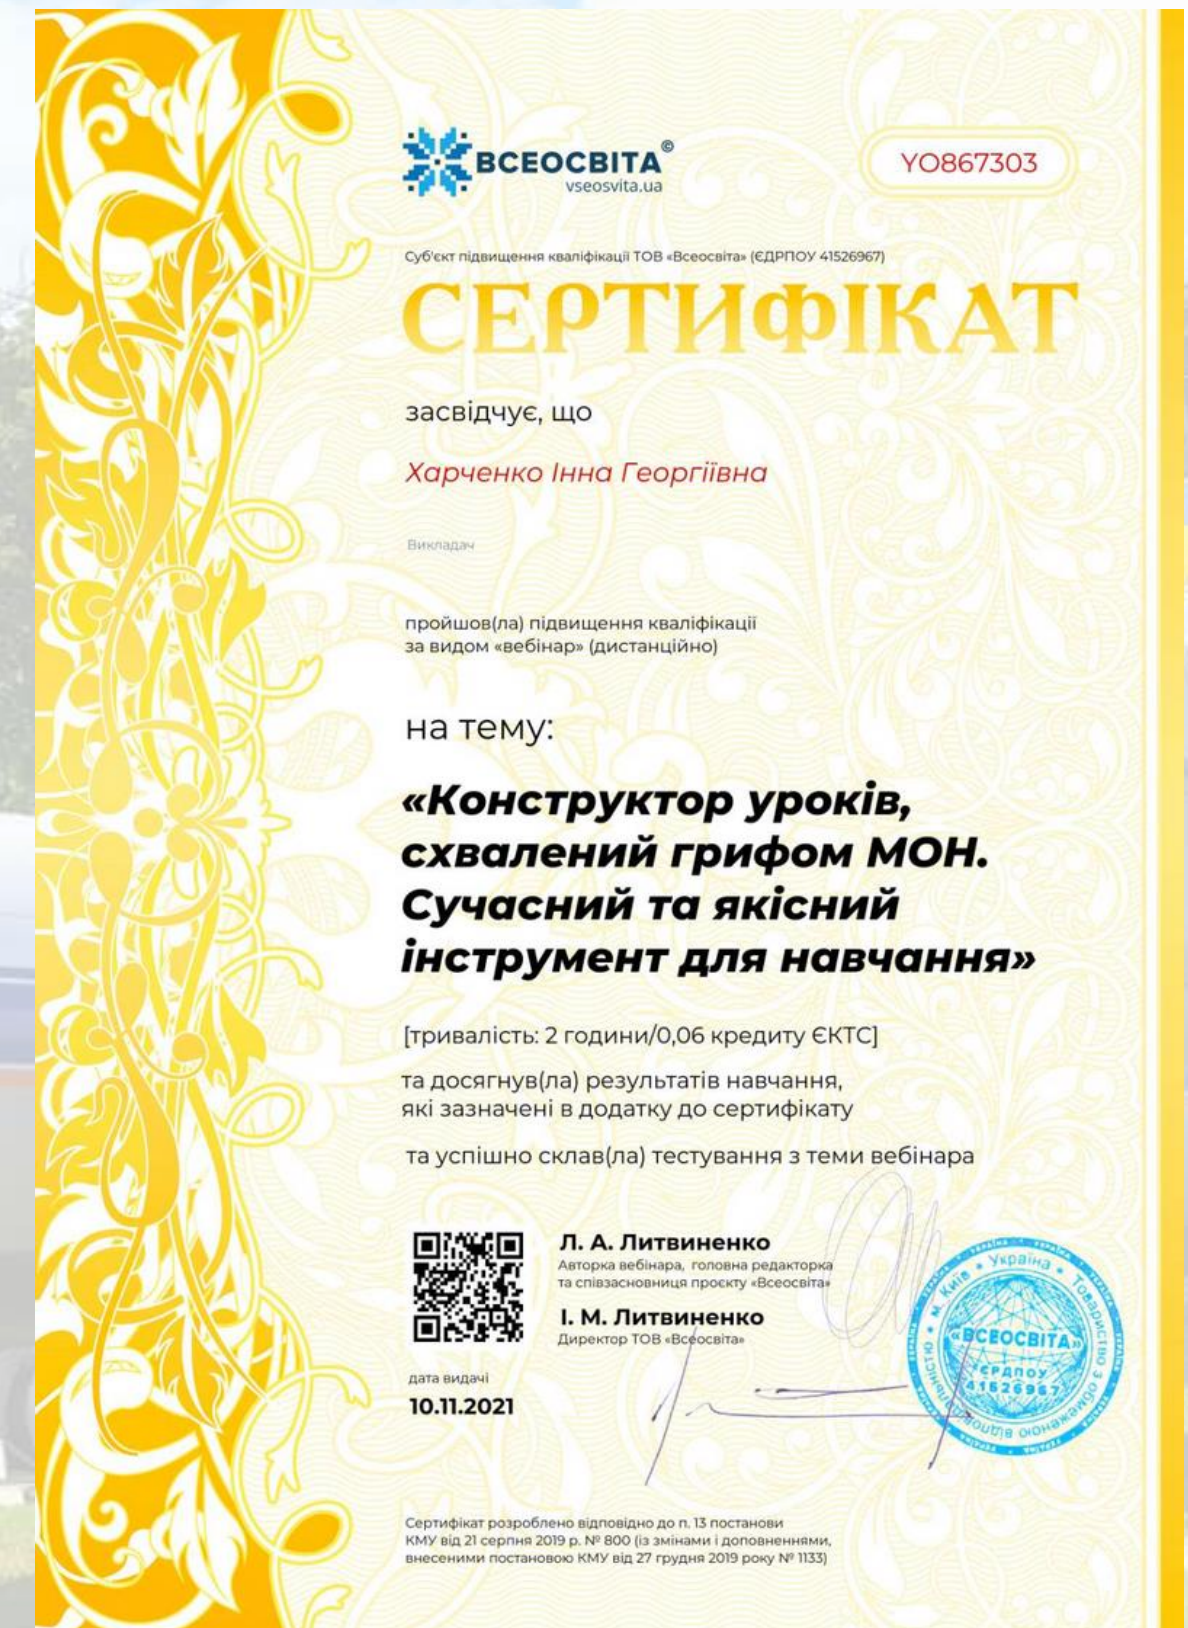 ВСЕОСВІТА©
vseosvita.ua
YO867303
Суб'єкт підвищення кваліфікації ТОВ «Всеосвіта» (ЄДРПОУ 41526967)
СЕРТИФІКАТ
засвідчує, що
Харченко Інна Георгіївна
Викладач
пройшов(ла) підвищення кваліфікації
за видом «вебінар» (дистанційно)
на тему:
«Конструктор уроків,
схвалений грифом МОН.
Сучасний та якісний
інструмент для навчання»
[тривалість: 2 години/0,06 кредиту ЄКТС]
та досягнув(ла) результатів навчання,
які зазначені в додатку до сертифікату
та успішно склав(ла) тестування з теми вебінара
Л. А. Литвиненко
Авторка вебінара, головна редакторка
та співзасновниця проєкту «Всеосвіта»
І. М. Литвиненко
Директор ТОВ «Всеосвіта»
дата видачі
10.11.2021
Україна • Товариство з обмеженою відповідальністю • м. Київ
«ВСЕОСВІТА»
ЄРДПОУ
41526967
Сертифікат розроблено відповідно до п. 13 постанови
КМУ від 21 серпня 2019 р. № 800 (із змінами і доповненнями,
внесеними постановою КМУ від 27 грудня 2019 року № 1133)